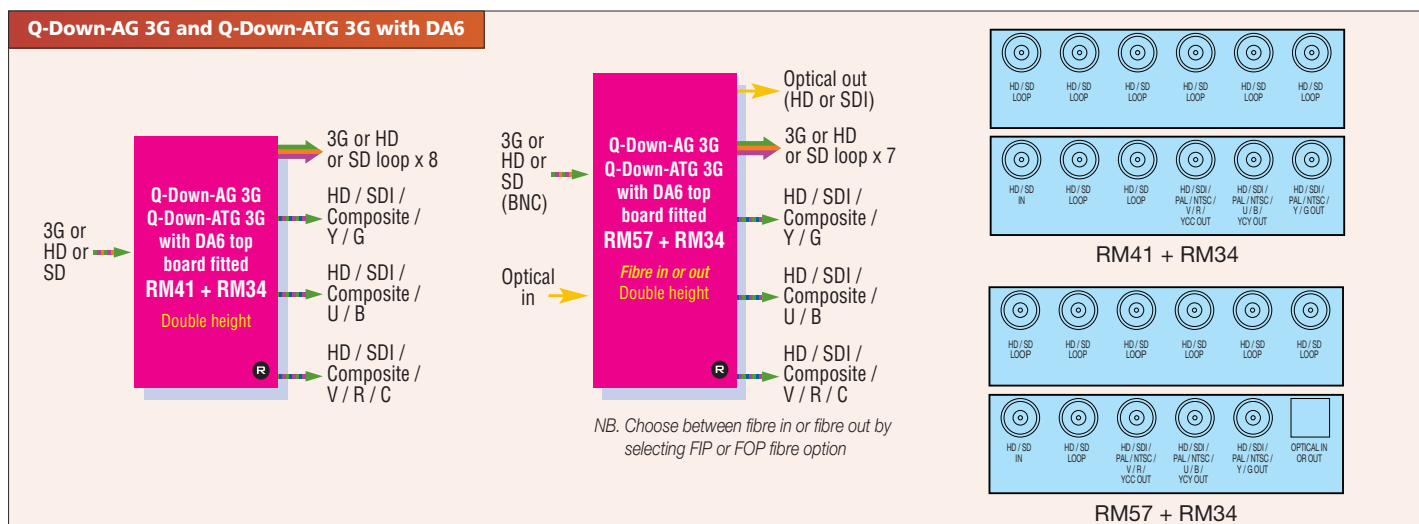 Q-Down-AG 3G and Q-Down-ATG 3G with DA6
3G or
HD or
SD
Q-Down-AG 3G
Q-Down-ATG 3G
with DA6 top
board fitted
RM41 + RM34
Double height
R
3G or HD
or SD loop x 8
HD / SDI /
Composite /
Y / G
HD / SDI /
Composite /
U / B
HD / SDI /
Composite /
V / R / C
3G or
HD or
SD
(BNC)
Optical
in
Q-Down-AG 3G
Q-Down-ATG 3G
with DA6 top
board fitted
RM57 + RM34
Fibre in or out
Double height
R
Optical out
(HD or SDI)
3G or HD
or SD loop x 7
HD / SDI /
Composite /
Y / G
HD / SDI /
Composite /
U / B
HD / SDI /
Composite /
V / R / C
NB. Choose between fibre in or fibre out by
selecting FIP or FOP fibre option
HD / SD
LOOP
HD / SD
LOOP
HD / SD
LOOP
HD / SD
LOOP
HD / SD
LOOP
HD / SD
LOOP
HD / SD
IN
HD / SD
LOOP
HD / SD
LOOP
HD / SDI /
PAL / NTSC /
V / R /
YCC OUT
HD / SDI /
PAL / NTSC /
U / B /
YCY OUT
HD / SDI /
PAL / NTSC /
Y / G OUT
RM41 + RM34
HD / SD
LOOP
HD / SD
LOOP
HD / SD
LOOP
HD / SD
LOOP
HD / SD
LOOP
HD / SD
LOOP
HD / SD
IN
HD / SD
LOOP
HD / SDI /
PAL / NTSC /
V / R /
YCC OUT
HD / SDI /
PAL / NTSC /
U / B /
YCY OUT
HD / SDI /
PAL / NTSC /
Y / G OUT
OPTICAL IN
OR OUT
RM57 + RM34